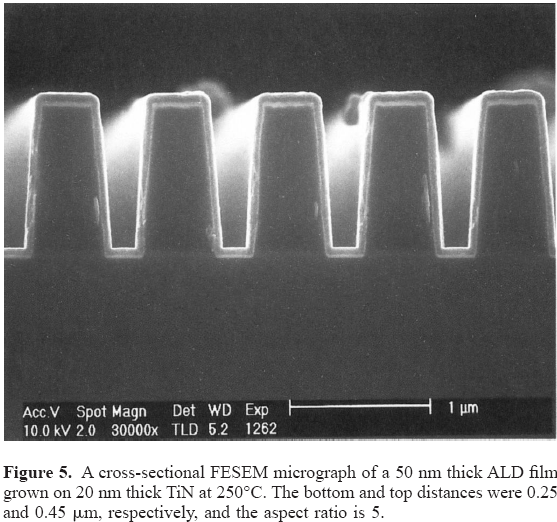 Acc.V Spot Magn Det WD Exp 1 µm
10.0 kV 2.0 30000x TLD 5.2 1262
Figure 5. A cross-sectional FESEM micrograph of a 50 nm thick ALD film
grown on 20 nm thick TiN at 250°C. The bottom and top distances were 0.25
and 0.45 μm, respectively, and the aspect ratio is 5.